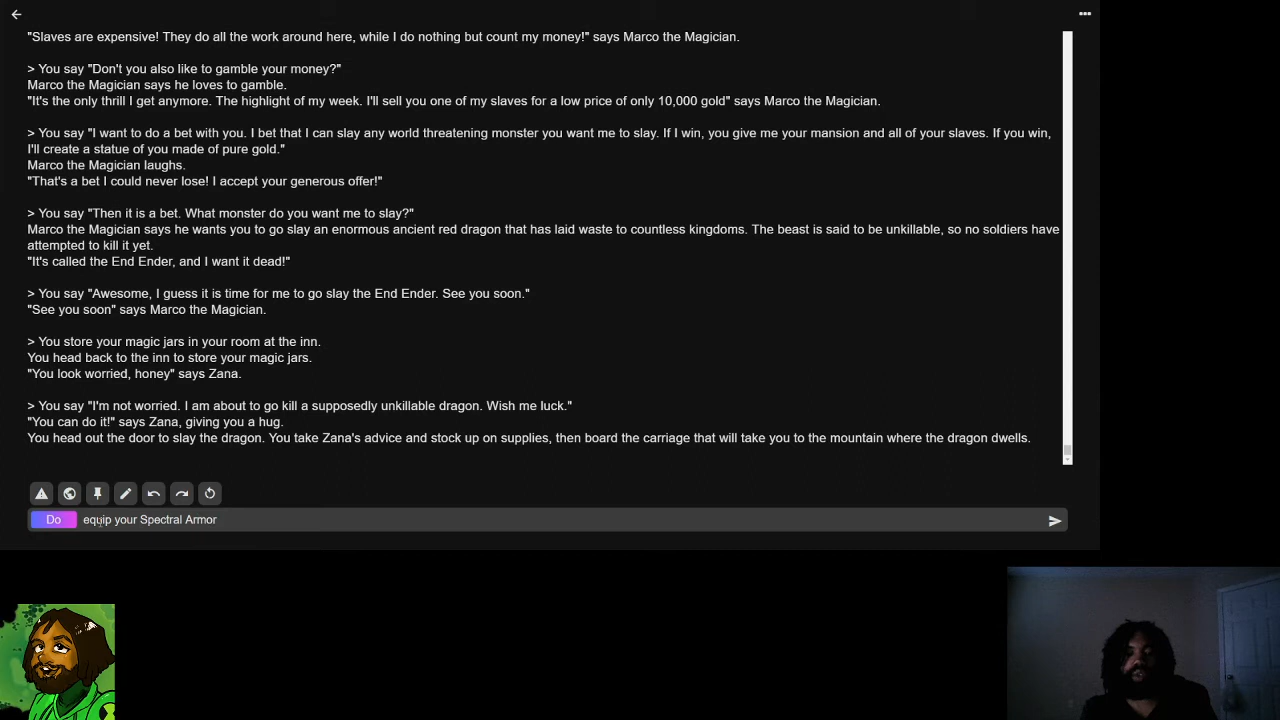 "Slaves are expensive! They do all the work around here, while I do nothing but count my money!" says Marco the Magician.
> You say "Don't you also like to gamble your money?"
Marco the Magician says he loves to gamble.
"It's the only thrill I get anymore. The highlight of my week. I'll sell you one of my slaves for a low price of only 10,000 gold" says Marco the Magician.
> You say "I want to do a bet with you. I bet that I can slay any world threatening monster you want me to slay. If I win, you give me your mansion and all of your slaves. If you win,
I'll create a statue of you made of pure gold."
Marco the Magician laughs.
"That's a bet I could never lose! I accept your generous offer!"
> You say "Then it is a bet. What monster do you want me to slay?"
Marco the Magician says he wants you to go slay an enormous ancient red dragon that has laid waste to countless kingdoms. The beast is said to be unkillable, so no soldiers have
attempted to kill it yet.
"It's called the End Ender, and I want it dead!"
> You say "Awesome, I guess it is time for me to go slay the End Ender. See you soon."
"See you soon" says Marco the Magician.
> You store your magic jars in your room at the inn.
You head back to the inn to store your magic jars.
"You look worried, honey" says Zana.
> You say "I'm not worried. I am about to go kill a supposedly unkillable dragon. Wish me luck."
"You can do it!" says Zana, giving you a hug.
You head out the door to slay the dragon. You take Zana's advice and stock up on supplies, then board the carriage that will take you to the mountain where the dragon dwells.
Do equip your Spectral Armor